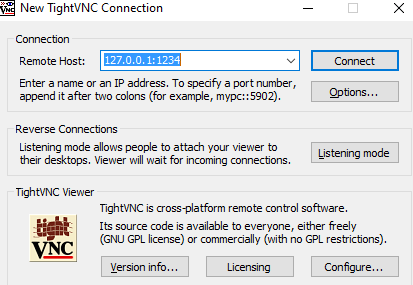 New TightVNC Connection
Connection
Remote Host: 127.0.0.1:1234 Connect
Enter a name or an IP address. To specify a port number,
append it after two colons (for example, mypc::5902). Options...
Reverse Connections
Listening mode allows people to attach your viewer to
their desktops. Viewer will wait for incoming connections. Listening mode
TightVNC Viewer
tight
VNC
TightVNC is cross-platform remote control software.
Its source code is available to everyone, either freely
(GNU GPL license) or commercially (with no GPL restrictions).
Version info... Licensing Configure...